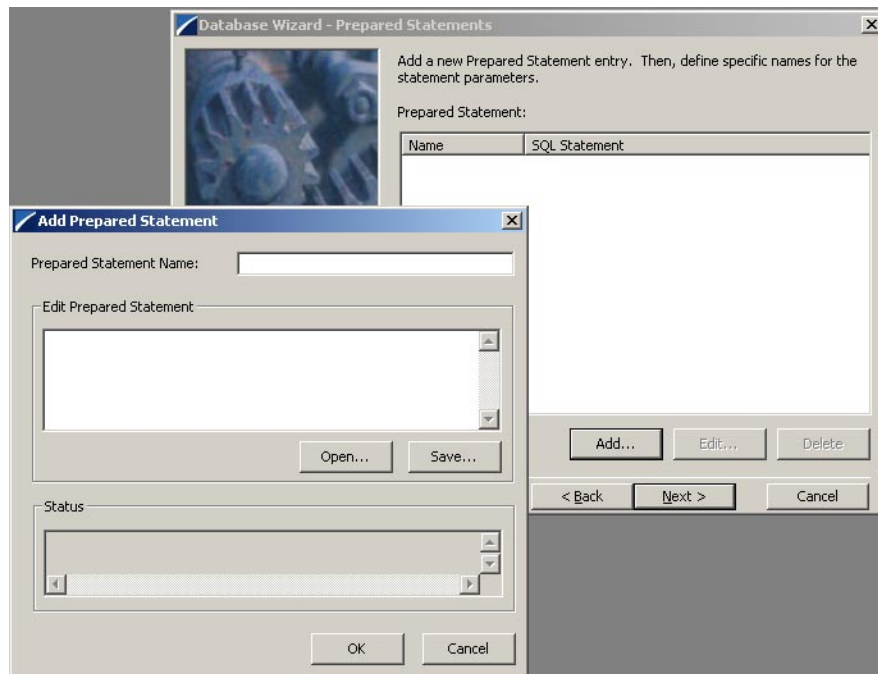 Database Wizard - Prepared Statements
Add a new Prepared Statement entry. Then, define specific names for the
statement parameters.
Prepared Statement:
Name SQL Statement
Add... Edit... Delete
< Back Next > Cancel
Add Prepared Statement
Prepared Statement Name:
Edit Prepared Statement
Open... Save...
Status
OK Cancel